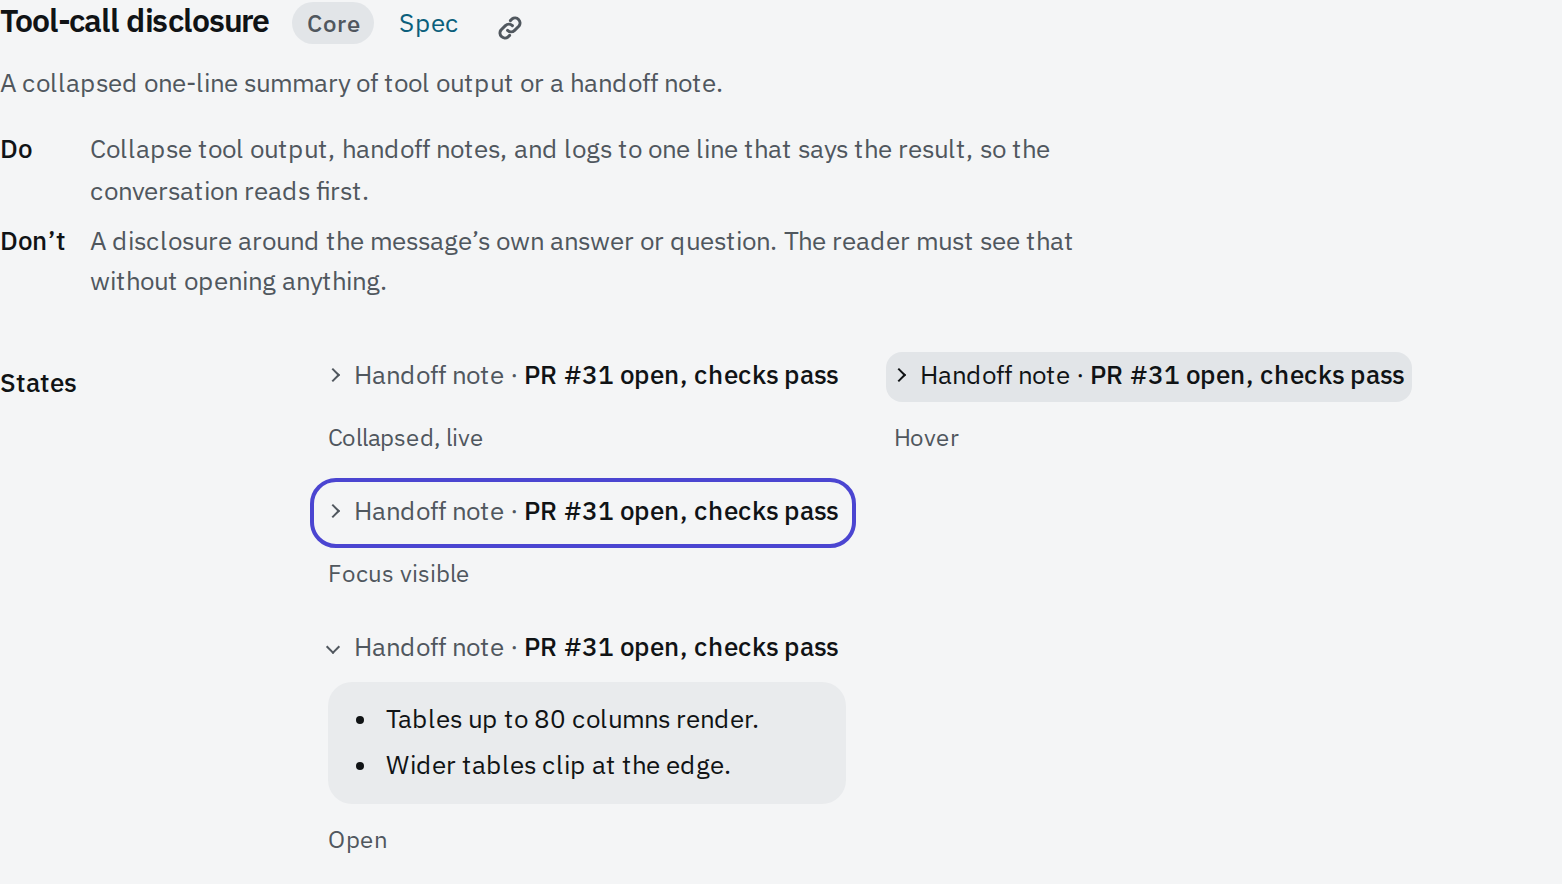 Tool-call disclosure Core Spec
A collapsed one-line summary of tool output or a handoff note.
Do Collapse tool output, handoff notes, and logs to one line that says the result, so the
conversation reads first.
Don’t A disclosure around the message’s own answer or question. The reader must see that
without opening anything.
States
Handoff note · PR #31 open, checks pass
Collapsed, live
Handoff note · PR #31 open, checks pass
Hover
Handoff note · PR #31 open, checks pass
Focus visible
Handoff note · PR #31 open, checks pass
• Tables up to 80 columns render.
• Wider tables clip at the edge.
Open